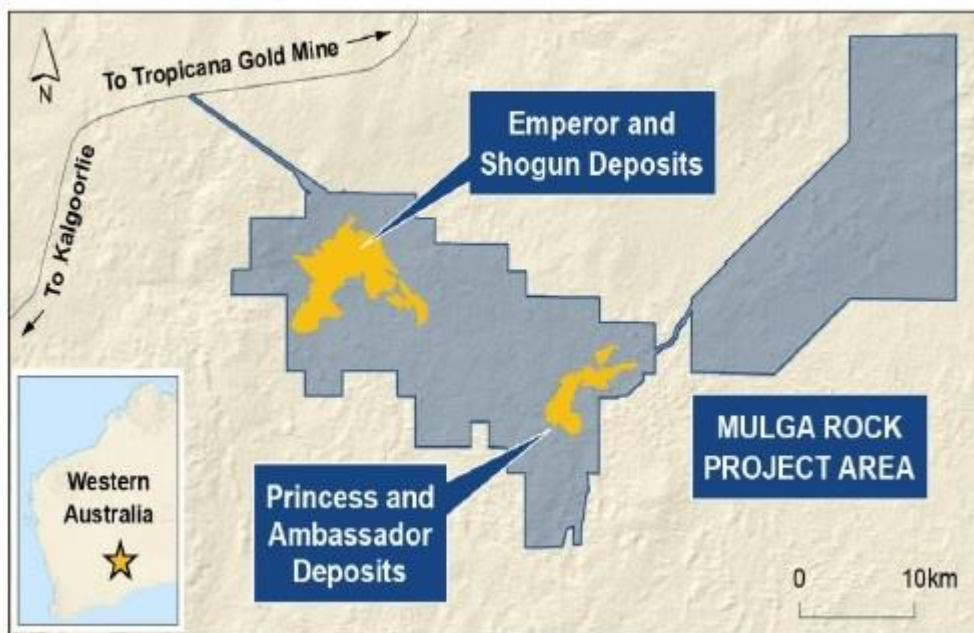 To Tropicana Gold Mine
N
To Kalgoorlie
Emperor and
Shogun Deposits
MULGA ROCK
PROJECT AREA
Princess and
Ambassador
Deposits
Western
Australia
0 10km